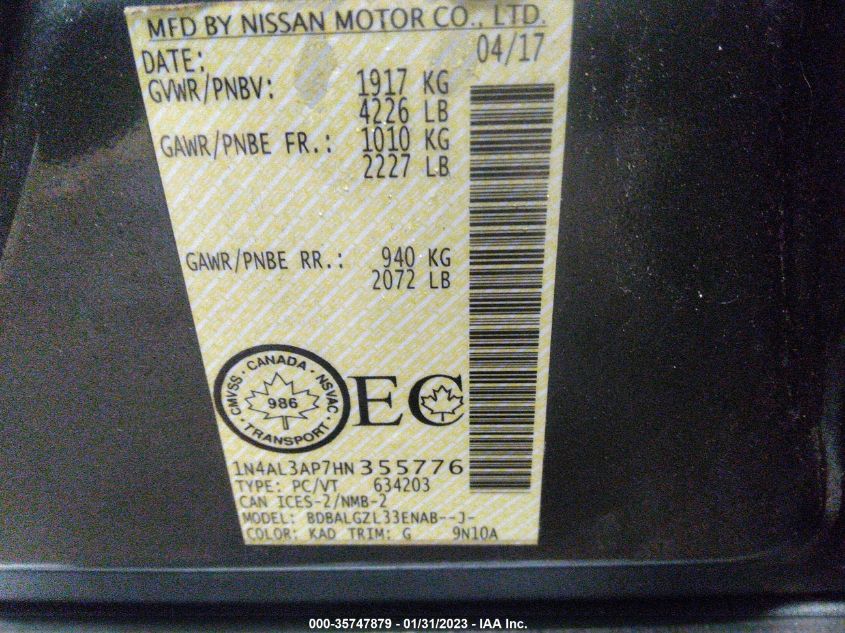 MFD BY NISSAN MOTOR CO., LTD.
DATE: 04/17
GVWR/PNBV: 1917 KG
4226 LB
GAWR/PNBE FR.: 1010 KG
2227 LB
GAWR/PNBE RR.: 940 KG
2072 LB
CMVSS · CANADA · NSVAC · TRANSPORT ·
986
EC
1N4AL3AP7HN355776
TYPE: PC/VT 634203
CAN ICES-2/NMB-2
MODEL: BDBALGZL33ENAB--J-
COLOR: KAD TRIM: G 9N10A
000-35747879 - 01/31/2023 - IAA Inc.